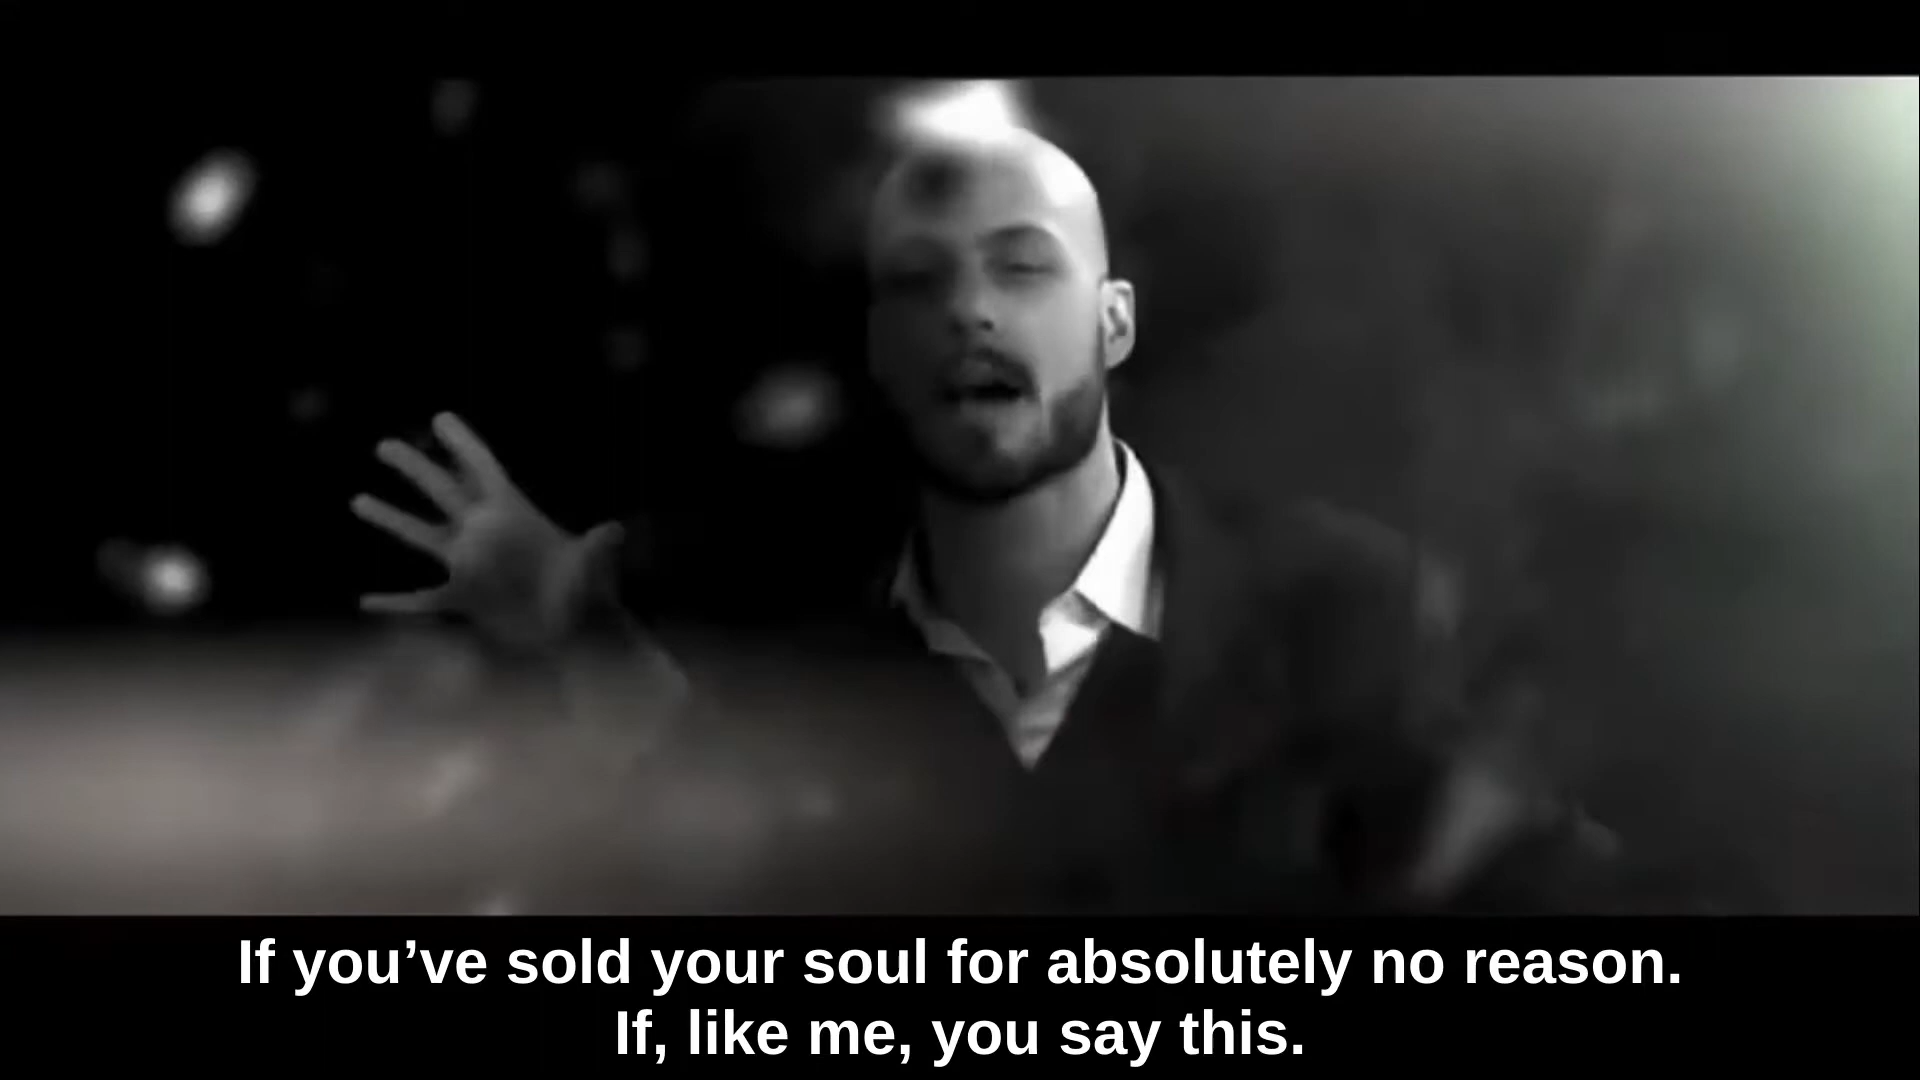 If you’ve sold your soul for absolutely no reason.
If, like me, you say this.